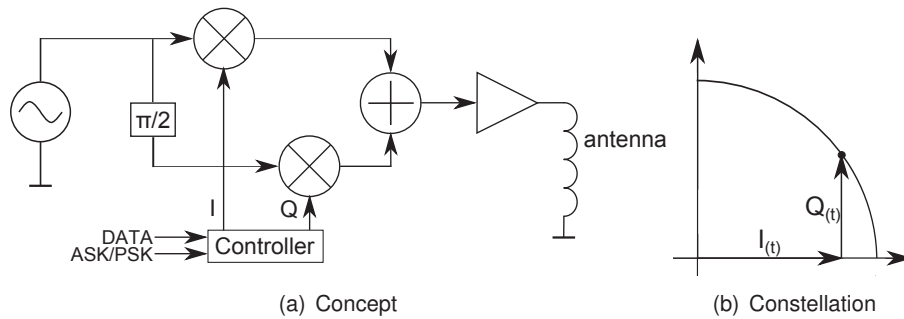 π/2
I
Q
DATA
ASK/PSK
Controller
antenna
(a) Concept
Q(t)
I(t)
(b) Constellation